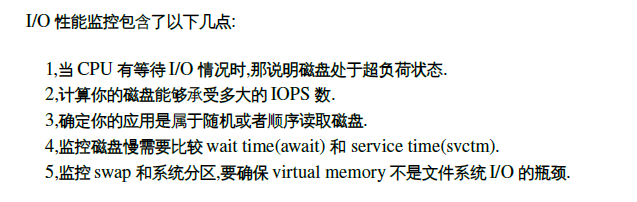 I/O 性能监控包含了以下几点:
1,当 CPU 有等待 I/O 情况时,那说明磁盘处于超负荷状态.
2,计算你的磁盘能够承受多大的 IOPS 数.
3,确定你的应用是属于随机或者顺序读取磁盘.
4,监控磁盘慢需要比较 wait time(await) 和 service time(svctm).
5,监控 swap 和系统分区,要确保 virtual memory 不是文件系统 I/O 的瓶颈.